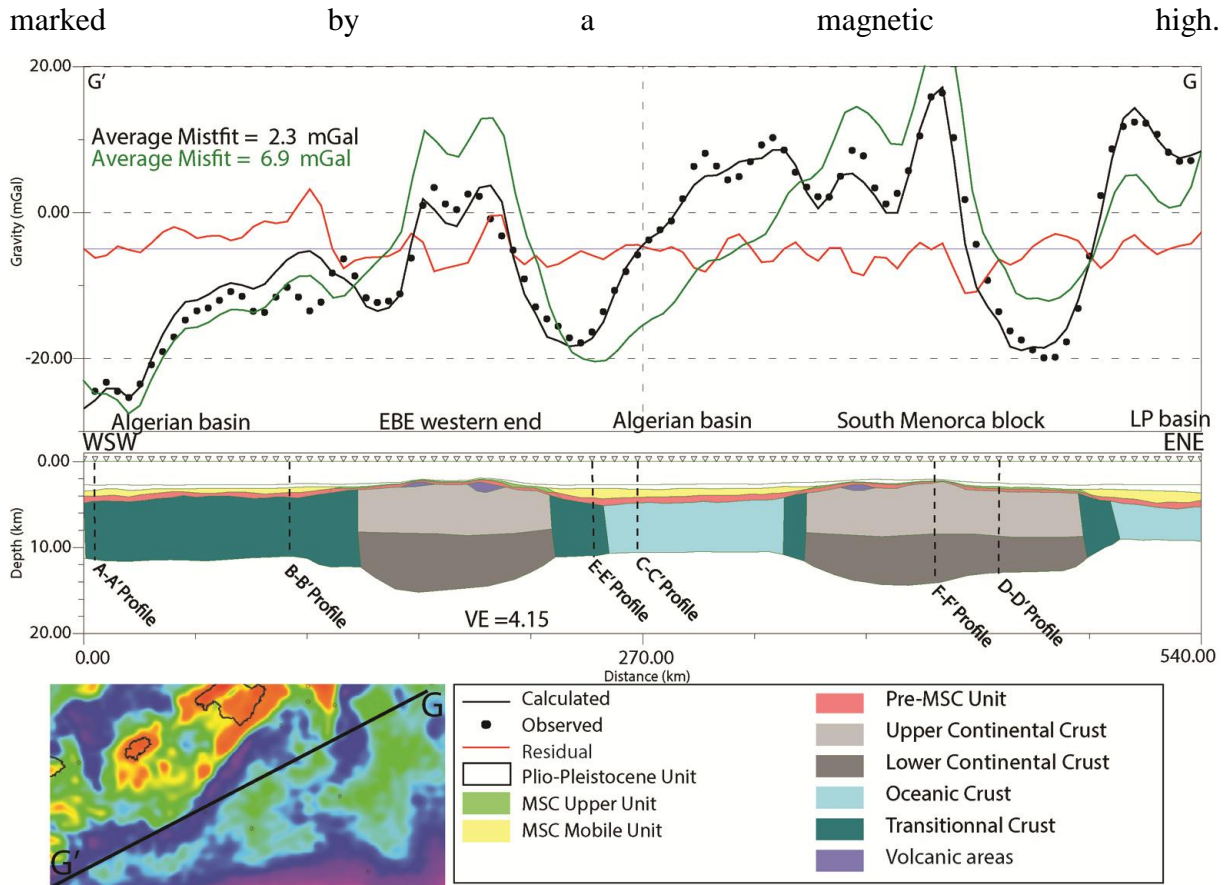 marked by a magnetic high.
20.00
G'
G
Average Mistfit = 2.3 mGal
Average Misfit = 6.9 mGal
Gravity (mGal)
0.00
-20.00
Algerian basin
EBE western end
Algerian basin
South Menorca block
LP basin
WSW
ENE
0.00
Depth (km)
10.00
20.00
A-A' Profile
B-B' Profile
E-E' Profile
C-C' Profile
F-F' Profile
D-D' Profile
VE =4.15
0.00
270.00
540.00
Distance (km)
G
G'
Calculated
Observed
Residual
Plio-Pleistocene Unit
MSC Upper Unit
MSC Mobile Unit
Pre-MSC Unit
Upper Continental Crust
Lower Continental Crust
Oceanic Crust
Transitionnal Crust
Volcanic areas